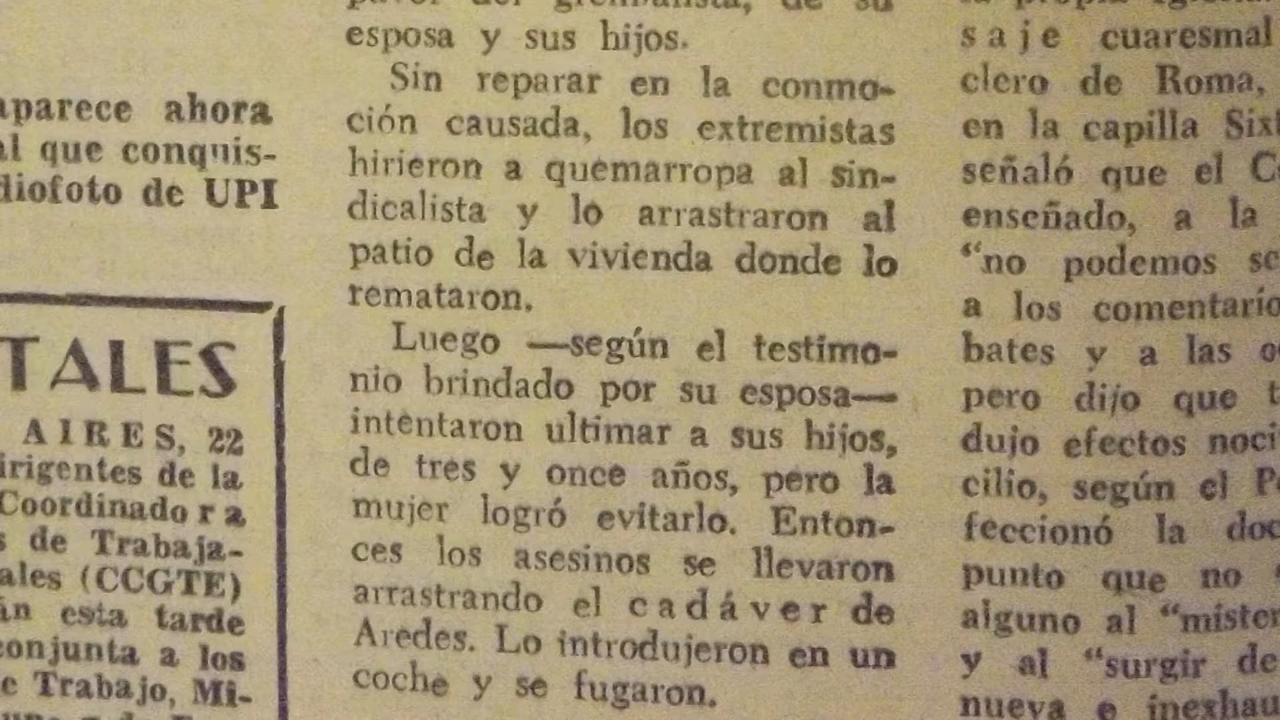 aparece ahora
al que conquis-
diofoto de UPI
TALES
AIRES, 22
irigentes de la
Coordinadora
s de Trabaja-
ales (CCGTE)
án esta tarde
conjunta a los
e Trabajo, Mi-
esposa y sus hijos.
Sin reparar en la conmo-
ción causada, los extremistas
hirieron a quemarropa al sin-
dicalista y lo arrastraron al
patio de la vivienda donde lo
remataron.
Luego —según el testimo-
nio brindado por su esposa—
intentaron ultimar a sus hijos,
de tres y once años, pero la
mujer logró evitarlo. Enton-
ces los asesinos se llevaron
arrastrando el cadáver de
Aredes. Lo introdujeron en un
coche y se fugaron.
saje cuaresmal
clero de Roma,
en la capilla Six
señaló que el C
enseñado, a la
“no podemos
a los comentario
bates y a las
pero dijo que
dujo efectos noci
cilio, según el P
feccionó la doc
punto que no
alguno al “mister
y al “surgir de
nueva e inexhau